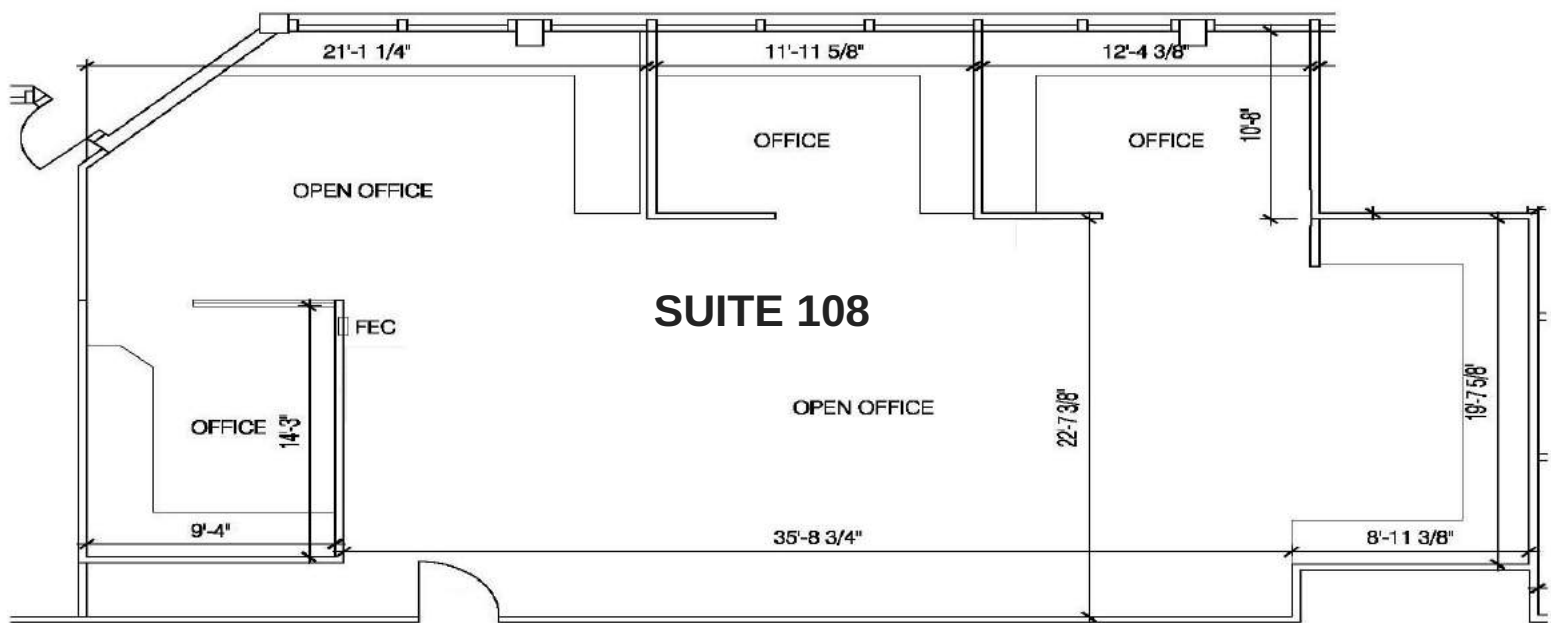 21'-1 1/4"
11'-11 5/8"
12'-4 3/8"
10'-8"
OFFICE
OFFICE
OPEN OFFICE
SUITE 108
FEC
OPEN OFFICE
19'-7 5/8"
22'-7 3/8"
OFFICE
14'-3"
9'-4"
35'-8 3/4"
8'-11 3/8"